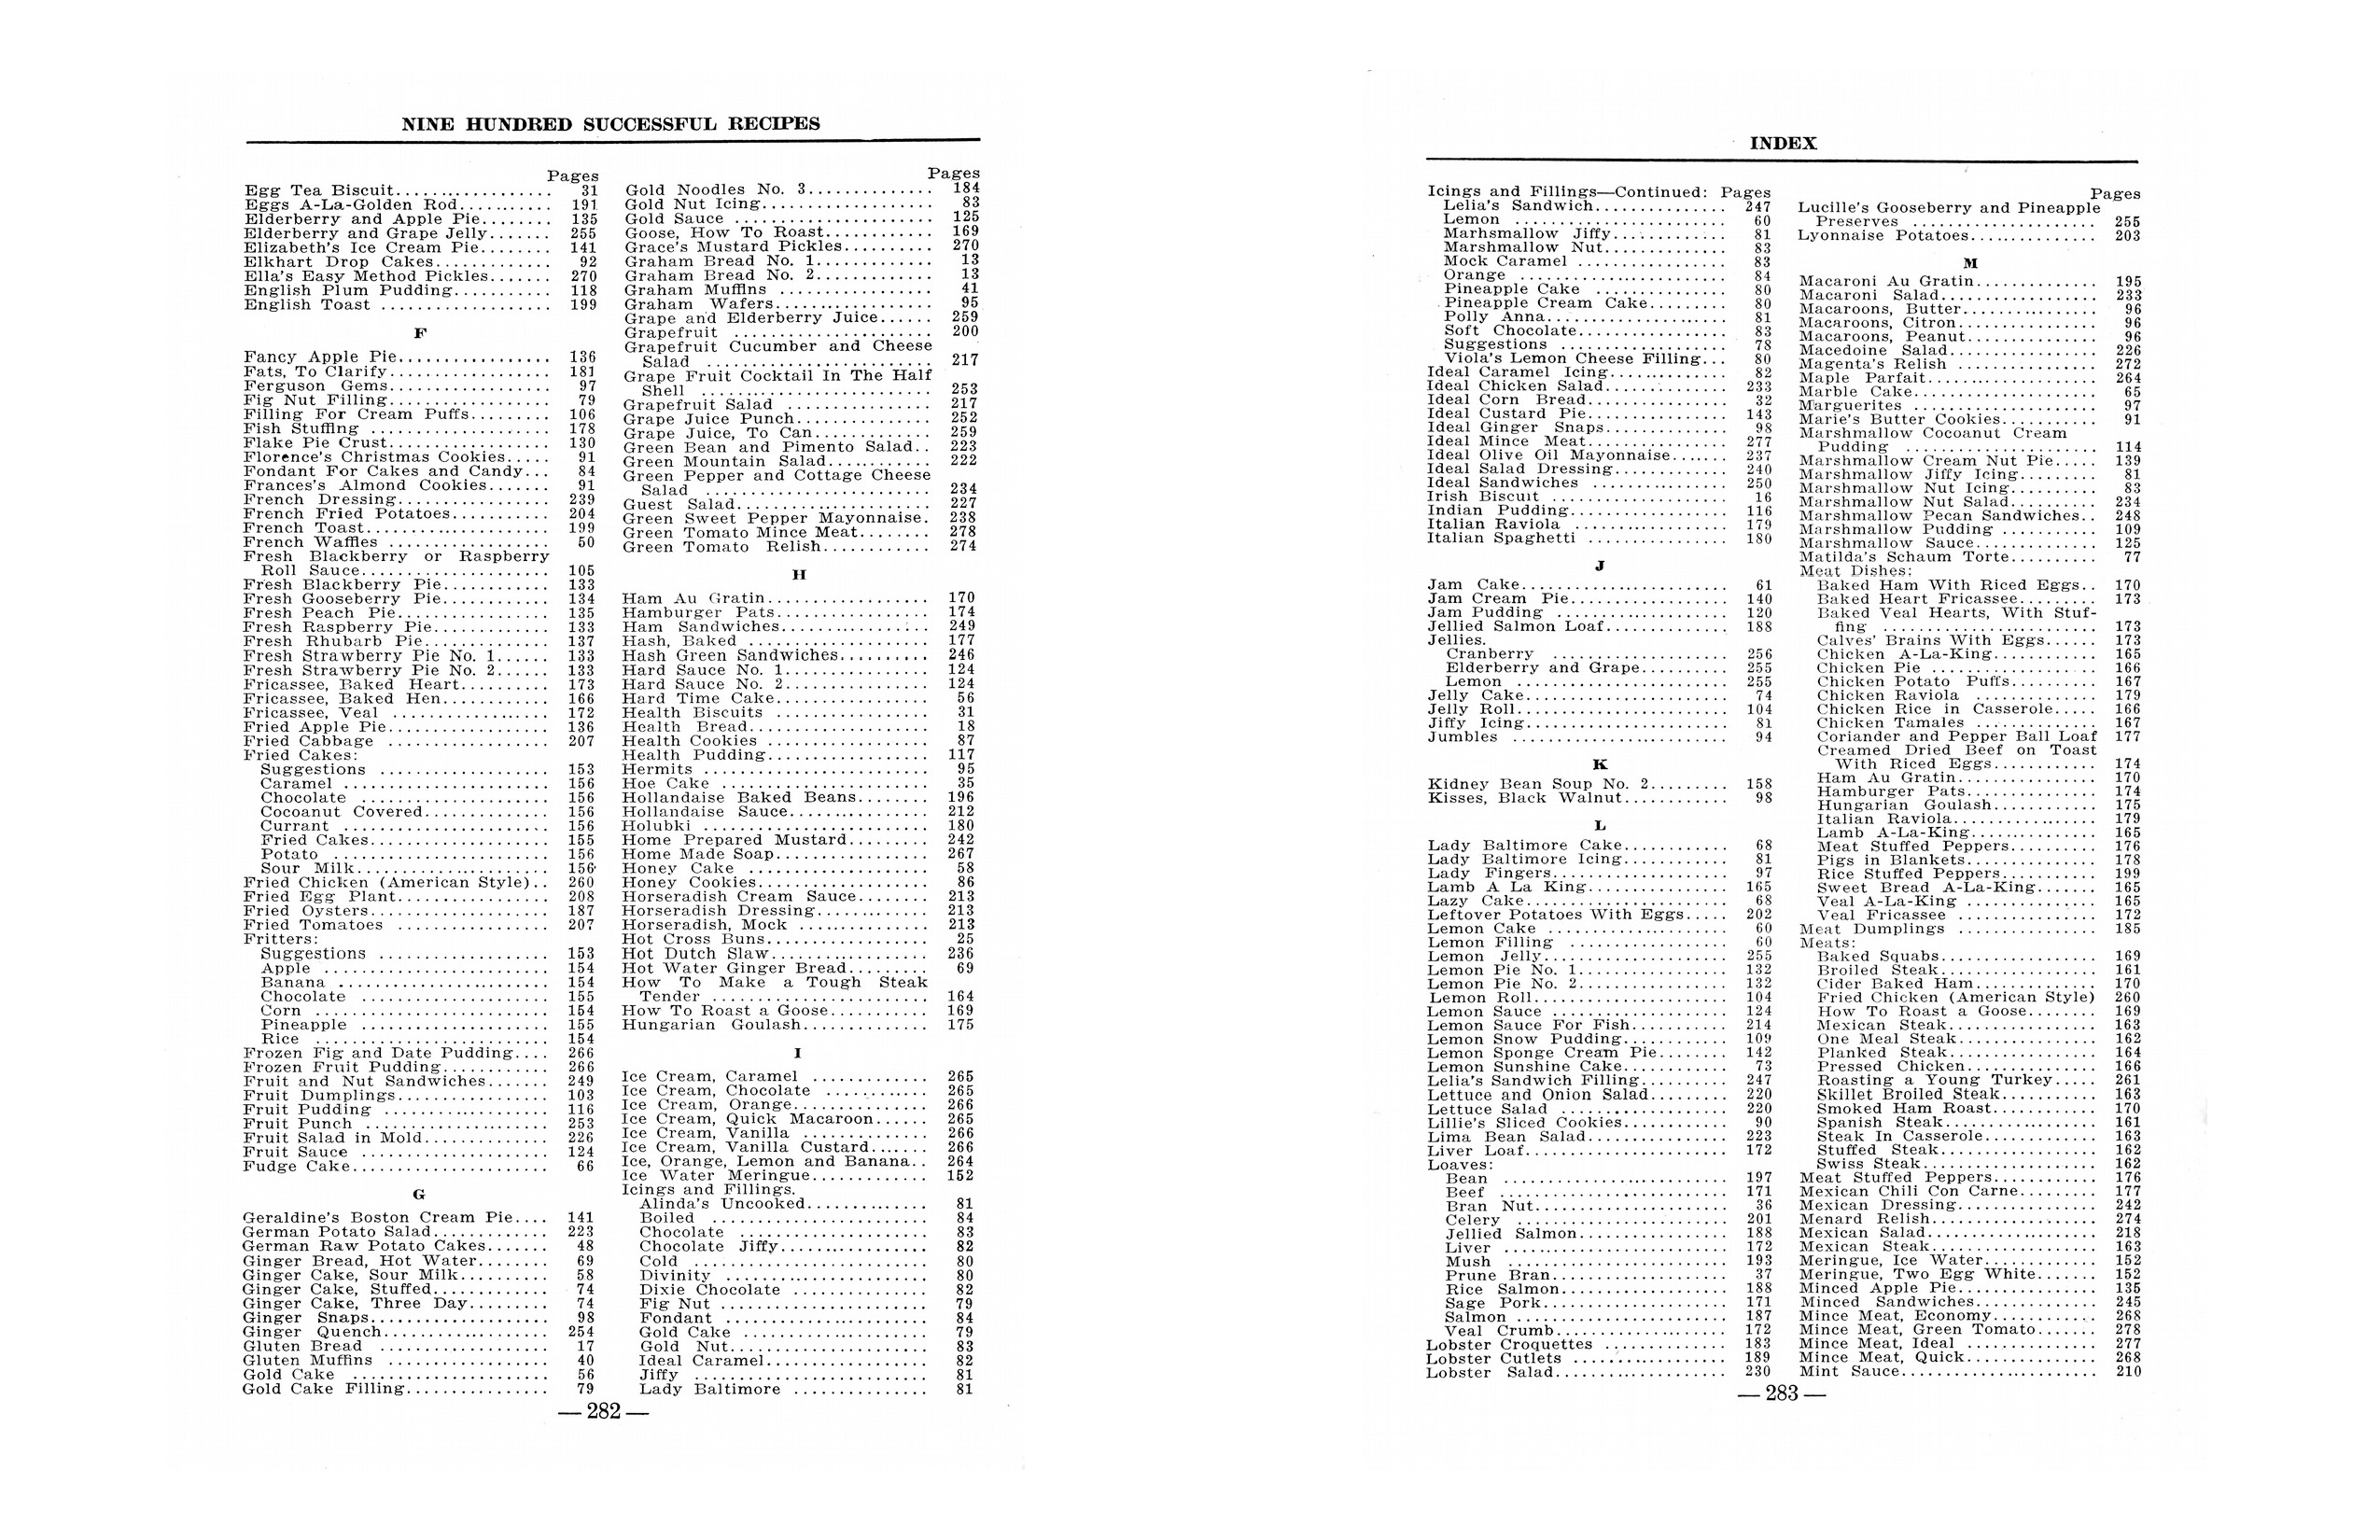 NINE HUNDRED SUCCESSFUL RECIPES
Pages
Egg Tea Biscuit.................. 31
Eggs A-La-Golden Rod........... 191
Elderberry and Apple Pie........ 135
Elderberry and Grape Jelly....... 255
Elizabeth's Ice Cream Pie........ 141
Elkhart Drop Cakes............. 92
Ella's Easy Method Pickles....... 270
English Plum Pudding........... 118
English Toast ................... 199
F
Fancy Apple Pie................. 136
Fats, To Clarify.................. 181
Ferguson Gems.................. 97
Fig Nut Filling.................. 79
Filling For Cream Puffs......... 106
Fish Stuffing .................... 178
Flake Pie Crust.................. 130
Florence's Christmas Cookies..... 91
Fondant For Cakes and Candy... 84
Frances's Almond Cookies....... 91
French Dressing................. 239
French Fried Potatoes........... 204
French Toast..................... 199
French Waffles .................. 50
Fresh Blackberry or Raspberry
Roll Sauce..................... 105
Fresh Blackberry Pie............ 133
Fresh Gooseberry Pie............ 134
Fresh Peach Pie................. 135
Fresh Raspberry Pie............. 133
Fresh Rhubarb Pie.............. 137
Fresh Strawberry Pie No. 1...... 133
Fresh Strawberry Pie No. 2...... 133
Fricassee, Baked Heart.......... 173
Fricassee, Baked Hen............ 166
Fricassee, Veal .................. 172
Fried Apple Pie.................. 136
Fried Cabbage .................. 207
Fried Cakes:
Suggestions ................... 153
Caramel ....................... 156
Chocolate ..................... 156
Cocoanut Covered.............. 156
Currant ....................... 156
Fried Cakes.................... 155
Potato ........................ 156
Sour Milk...................... 156
Fried Chicken (American Style).. 260
Fried Egg Plant................. 208
Fried Oysters.................... 187
Fried Tomatoes ................. 207
Fritters:
Suggestions ................... 153
Apple ......................... 154
Banana ........................ 154
Chocolate ..................... 155
Corn .......................... 154
Pineapple ..................... 155
Rice .......................... 154
Frozen Fig and Date Pudding.... 266
Frozen Fruit Pudding............ 266
Fruit and Nut Sandwiches....... 249
Fruit Dumplings................. 103
Fruit Pudding .................. 116
Fruit Punch ..................... 253
Fruit Salad in Mold.............. 226
Fruit Sauce ..................... 124
Fudge Cake...................... 66
G
Geraldine's Boston Cream Pie.... 141
German Potato Salad............. 223
German Raw Potato Cakes....... 48
Ginger Bread, Hot Water........ 69
Ginger Cake, Sour Milk.......... 58
Ginger Cake, Stuffed............. 74
Ginger Cake, Three Day......... 74
Ginger Snaps.................... 98
Ginger Quench................... 254
Gluten Bread .................... 17
Gluten Muffins .................. 40
Gold Cake ...................... 56
Gold Cake Filling................ 79
Pages
Gold Noodles No. 3.............. 184
Gold Nut Icing................... 83
Gold Sauce ...................... 125
Goose, How To Roast............ 169
Grace's Mustard Pickles.......... 270
Graham Bread No. 1............. 13
Graham Bread No. 2............. 13
Graham Muffins ................. 41
Graham Wafers.................. 95
Grape and Elderberry Juice...... 259
Grapefruit ...................... 200
Grapefruit Cucumber and Cheese
Salad ......................... 217
Grape Fruit Cocktail In The Half
Shell .......................... 253
Grapefruit Salad ................ 217
Grape Juice Punch............... 252
Grape Juice, To Can............. 259
Green Bean and Pimento Salad.. 223
Green Mountain Salad............ 222
Green Pepper and Cottage Cheese
Salad ......................... 234
Guest Salad...................... 227
Green Sweet Pepper Mayonnaise. 238
Green Tomato Mince Meat........ 278
Green Tomato Relish............ 274
H
Ham Au Gratin.................. 170
Hamburger Pats................. 174
Ham Sandwiches................. 249
Hash, Baked .................... 177
Hash Green Sandwiches.......... 246
Hard Sauce No. 1................ 124
Hard Sauce No. 2................ 124
Hard Time Cake................. 56
Health Biscuits ................. 31
Health Bread.................... 18
Health Cookies .................. 87
Health Pudding.................. 117
Hermits ......................... 95
Hoe Cake ....................... 35
Hollandaise Baked Beans........ 196
Hollandaise Sauce................ 212
Holubki ......................... 180
Home Prepared Mustard......... 242
Home Made Soap................. 267
Honey Cake .................... 58
Honey Cookies................... 86
Horseradish Cream Sauce........ 213
Horseradish Dressing............. 213
Horseradish, Mock ............... 213
Hot Cross Buns.................. 25
Hot Dutch Slaw.................. 236
Hot Water Ginger Bread......... 69
How To Make a Tough Steak
Tender ........................ 164
How To Roast a Goose........... 169
Hungarian Goulash.............. 175
I
Ice Cream, Caramel ............. 265
Ice Cream, Chocolate ............ 265
Ice Cream, Orange............... 266
Ice Cream, Quick Macaroon...... 265
Ice Cream, Vanilla .............. 266
Ice Cream, Vanilla Custard....... 266
Ice, Orange, Lemon and Banana.. 264
Ice Water Meringue............. 152
Icings and Fillings.
Alinda's Uncooked.............. 81
Boiled ........................ 84
Chocolate ..................... 83
Chocolate Jiffy................. 82
Cold .......................... 80
Divinity ....................... 80
Dixie Chocolate ............... 82
Fig Nut ....................... 79
Fondant ....................... 84
Gold Cake ..................... 79
Gold Nut...................... 83
Ideal Caramel.................. 82
Jiffy .......................... 81
Lady Baltimore ............... 81
— 282 —
INDEX
Icings and Fillings—Continued: Pages
Lelia's Sandwich............... 247
Lemon ........................ 60
Marhsmallow Jiffy............. 81
Marshmallow Nut.............. 83
Mock Caramel ................. 83
Orange ....................... 84
Pineapple Cake ............... 80
Pineapple Cream Cake......... 80
Polly Anna..................... 81
Soft Chocolate................. 83
Suggestions ................... 78
Viola's Lemon Cheese Filling... 80
Ideal Caramel Icing.............. 82
Ideal Chicken Salad.............. 233
Ideal Corn Bread................ 32
Ideal Custard Pie................ 143
Ideal Ginger Snaps.............. 98
Ideal Mince Meat................ 277
Ideal Olive Oil Mayonnaise....... 237
Ideal Salad Dressing............. 240
Ideal Sandwiches ............... 250
Irish Biscuit .................... 16
Indian Pudding.................. 116
Italian Raviola ................. 179
Italian Spaghetti ................ 180
J
Jam Cake....................... 61
Jam Cream Pie.................. 140
Jam Pudding ................... 120
Jellied Salmon Loaf.............. 188
Jellies.
Cranberry .................... 256
Elderberry and Grape.......... 255
Lemon ........................ 255
Jelly Cake....................... 74
Jelly Roll........................ 104
Jiffy Icing....................... 81
Jumbles ........................ 94
K
Kidney Bean Soup No. 2......... 158
Kisses, Black Walnut............ 98
L
Lady Baltimore Cake............ 68
Lady Baltimore Icing............ 81
Lady Fingers.................... 97
Lamb A La King................ 165
Lazy Cake....................... 68
Leftover Potatoes With Eggs..... 202
Lemon Cake .................... 60
Lemon Filling .................. 60
Lemon Jelly..................... 255
Lemon Pie No. 1................. 132
Lemon Pie No. 2................. 132
Lemon Roll...................... 104
Lemon Sauce .................... 124
Lemon Sauce For Fish........... 214
Lemon Snow Pudding............ 109
Lemon Sponge Cream Pie........ 142
Lemon Sunshine Cake............ 73
Lelia's Sandwich Filling.......... 247
Lettuce and Onion Salad......... 220
Lettuce Salad ................... 220
Lillie's Sliced Cookies............ 90
Lima Bean Salad................ 223
Liver Loaf....................... 172
Loaves:
Bean ......................... 197
Beef .......................... 171
Bran Nut...................... 36
Celery ........................ 201
Jellied Salmon................. 188
Liver ......................... 172
Mush ......................... 193
Prune Bran.................... 37
Rice Salmon................... 188
Sage Pork..................... 171
Salmon ........................ 187
Veal Crumb.................... 172
Lobster Croquettes .............. 183
Lobster Cutlets .................. 189
Lobster Salad.................... 230
Pages
Lucille's Gooseberry and Pineapple
Preserves ..................... 255
Lyonnaise Potatoes............... 203
M
Macaroni Au Gratin.............. 195
Macaroni Salad.................. 233
Macaroons, Butter................ 96
Macaroons, Citron................ 96
Macaroons, Peanut............... 96
Macedoine Salad................. 226
Magenta's Relish ................ 272
Maple Parfait.................... 264
Marble Cake..................... 65
Marguerites ..................... 97
Marie's Butter Cookies........... 91
Marshmallow Cocoanut Cream
Pudding ...................... 114
Marshmallow Cream Nut Pie..... 139
Marshmallow Jiffy Icing......... 81
Marshmallow Nut Icing.......... 83
Marshmallow Nut Salad.......... 234
Marshmallow Pecan Sandwiches.. 248
Marshmallow Pudding ........... 109
Marshmallow Sauce.............. 125
Matilda's Schaum Torte.......... 77
Meat Dishes:
Baked Ham With Riced Eggs.. 170
Baked Heart Fricassee......... 173
Baked Veal Hearts, With Stuf-
fing ......................... 173
Calves' Brains With Eggs...... 173
Chicken A-La-King............ 165
Chicken Pie ................... 166
Chicken Potato Puffs.......... 167
Chicken Raviola .............. 179
Chicken Rice in Casserole..... 166
Chicken Tamales .............. 167
Coriander and Pepper Ball Loaf 177
Creamed Dried Beef on Toast
With Riced Eggs............ 174
Ham Au Gratin................ 170
Hamburger Pats............... 174
Hungarian Goulash............ 175
Italian Raviola................. 179
Lamb A-La-King............... 165
Meat Stuffed Peppers.......... 176
Pigs in Blankets............... 178
Rice Stuffed Peppers........... 199
Sweet Bread A-La-King....... 165
Veal A-La-King ............... 165
Veal Fricassee ................ 172
Meat Dumplings ................ 185
Meats:
Baked Squabs.................. 169
Broiled Steak.................. 161
Cider Baked Ham.............. 170
Fried Chicken (American Style) 260
How To Roast a Goose........ 169
Mexican Steak................. 163
One Meal Steak................ 162
Planked Steak................. 164
Pressed Chicken............... 166
Roasting a Young Turkey..... 261
Skillet Broiled Steak........... 163
Smoked Ham Roast............ 170
Spanish Steak.................. 161
Steak In Casserole............. 163
Stuffed Steak.................. 162
Swiss Steak.................... 162
Meat Stuffed Peppers............ 176
Mexican Chili Con Carne......... 177
Mexican Dressing................ 242
Menard Relish................... 274
Mexican Salad................... 218
Mexican Steak................... 163
Meringue, Ice Water............. 152
Meringue, Two Egg White....... 152
Minced Apple Pie................ 135
Minced Sandwiches.............. 245
Mince Meat, Economy............ 268
Mince Meat, Green Tomato....... 278
Mince Meat, Ideal ............... 277
Mince Meat, Quick............... 268
Mint Sauce...................... 210
— 283 —